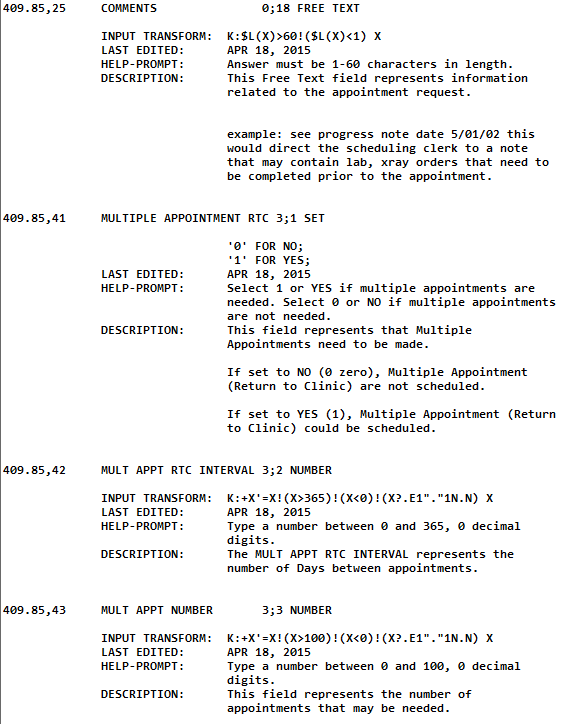 409.85,25 COMMENTS 0;18 FREE TEXT
INPUT TRANSFORM: K:$L(X)>60!($L(X)<1) X
LAST EDITED: APR 18, 2015
HELP-PROMPT: Answer must be 1-60 characters in length.
DESCRIPTION: This Free Text field represents information
related to the appointment request.
example: see progress note date 5/01/02 this
would direct the scheduling clerk to a note
that may contain lab, xray orders that need to
be completed prior to the appointment.
409.85,41 MULTIPLE APPOINTMENT RTC 3;1 SET
'0' FOR NO;
'1' FOR YES;
LAST EDITED: APR 18, 2015
HELP-PROMPT: Select 1 or YES if multiple appointments are
needed. Select 0 or NO if multiple appointments
are not needed.
DESCRIPTION: This field represents that Multiple
Appointments need to be made.
If set to NO (0 zero), Multiple Appointment
(Return to Clinic) are not scheduled.
If set to YES (1), Multiple Appointment (Return
to Clinic) could be scheduled.
409.85,42 MULT APPT RTC INTERVAL 3;2 NUMBER
INPUT TRANSFORM: K:+X'=X!(X>365)!(X<0)!(X?.E1"."1N.N) X
LAST EDITED: APR 18, 2015
HELP-PROMPT: Type a number between 0 and 365, 0 decimal
digits.
DESCRIPTION: The MULT APPT RTC INTERVAL represents the
number of Days between appointments.
409.85,43 MULT APPT NUMBER 3;3 NUMBER
INPUT TRANSFORM: K:+X'=X!(X>100)!(X<0)!(X?.E1"."1N.N) X
LAST EDITED: APR 18, 2015
HELP-PROMPT: Type a number between 0 and 100, 0 decimal
digits.
DESCRIPTION: This field represents the number of
appointments that may be needed.